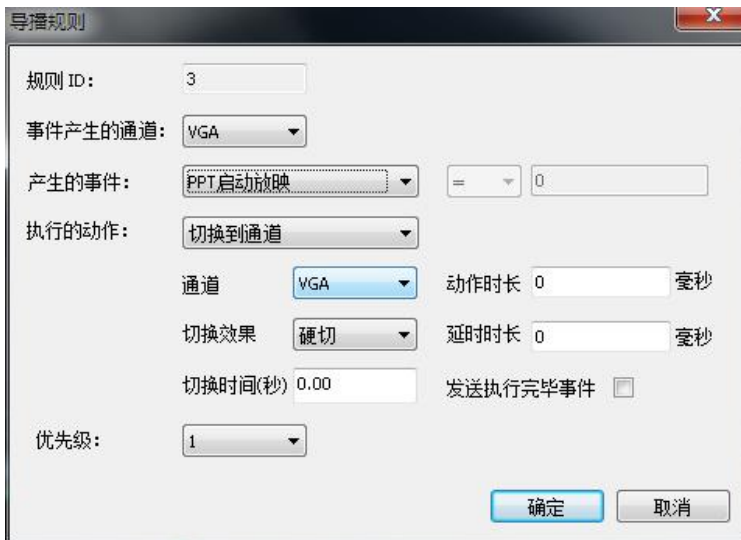 导播规则
规则 ID： 3
事件产生的通道： VGA
产生的事件： PPT启动放映 = 0
执行的动作： 切换到通道
通道 VGA 动作时长 0 毫秒
切换效果 硬切 延时时长 0 毫秒
切换时间(秒) 0.00 发送执行完毕事件
优先级： 1
确定 取消